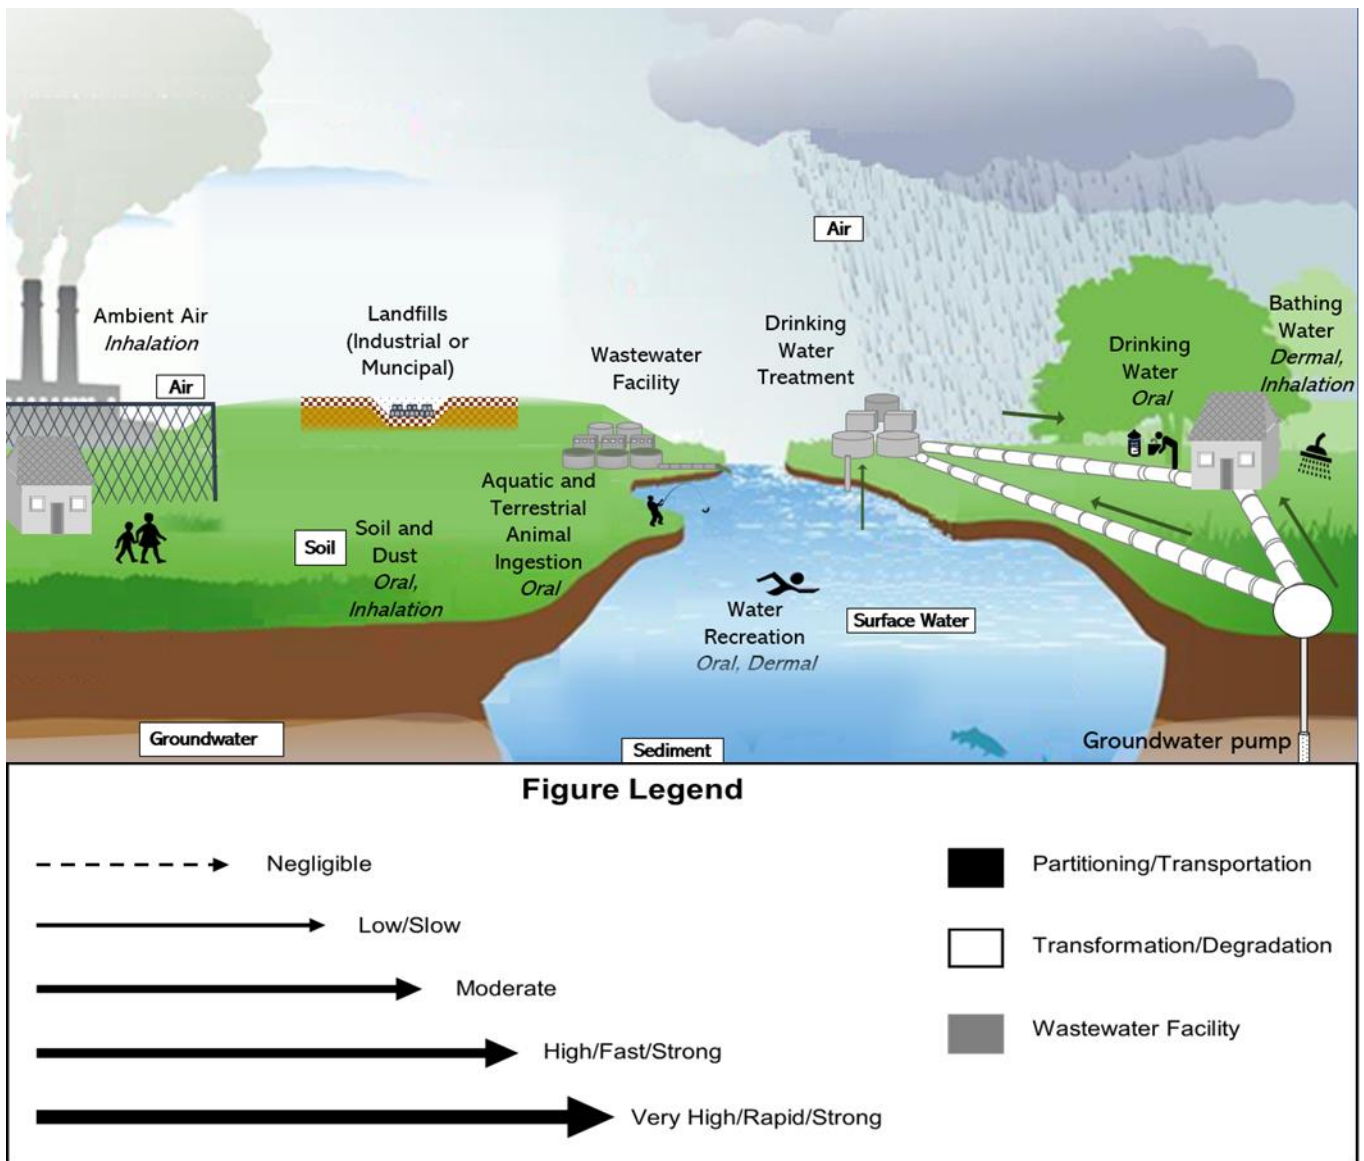 Air
Ambient Air
Inhalation
Air
Landfills
(Industrial or
Muncipal)
Wastewater
Facility
Drinking
Water
Treatment
Drinking
Water
Oral
Bathing
Water
Dermal,
Inhalation
Soil
Soil and
Dust
Oral,
Inhalation
Aquatic and
Terrestrial
Animal
Ingestion
Oral
Water
Recreation
Oral, Dermal
Surface Water
Groundwater
Sediment
Groundwater pump
Figure Legend
Negligible
Low/Slow
Moderate
High/Fast/Strong
Very High/Rapid/Strong
Partitioning/Transportation
Transformation/Degradation
Wastewater Facility